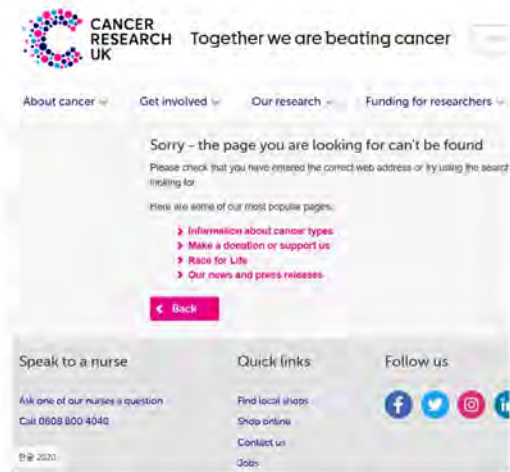 CANCER
RESEARCH
UK
Together we are beating cancer
About cancer
Get involved
Our research
Funding for researchers
Sorry - the page you are looking for can't be found
Please check that you have entered the correct web address or try using the search
looking for
Here are some of our most popular pages:
Information about cancer types
Make a donation or support us
Race for Life
Our news and press releases
Back
Speak to a nurse
Quick links
Follow us
Ask one of our nurses a question
Find local shops
Call 0808 800 4040
Shop online
Contact us
한글 2020
Jobs